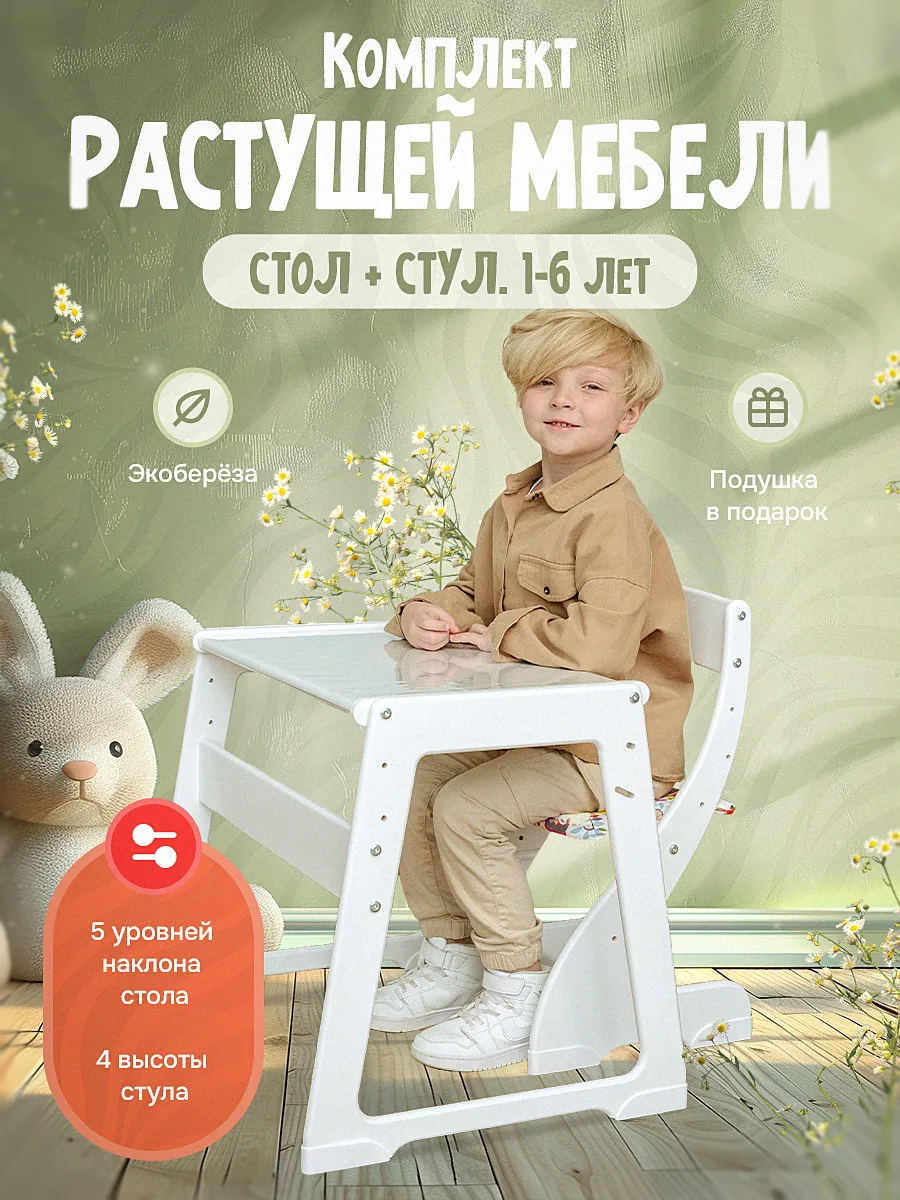 Комплект
растущей мебели
стол + стул. 1-6 лет
Экоберёза
Подушка
в подарок
5 уровней
наклона
стола
4 высоты
стула